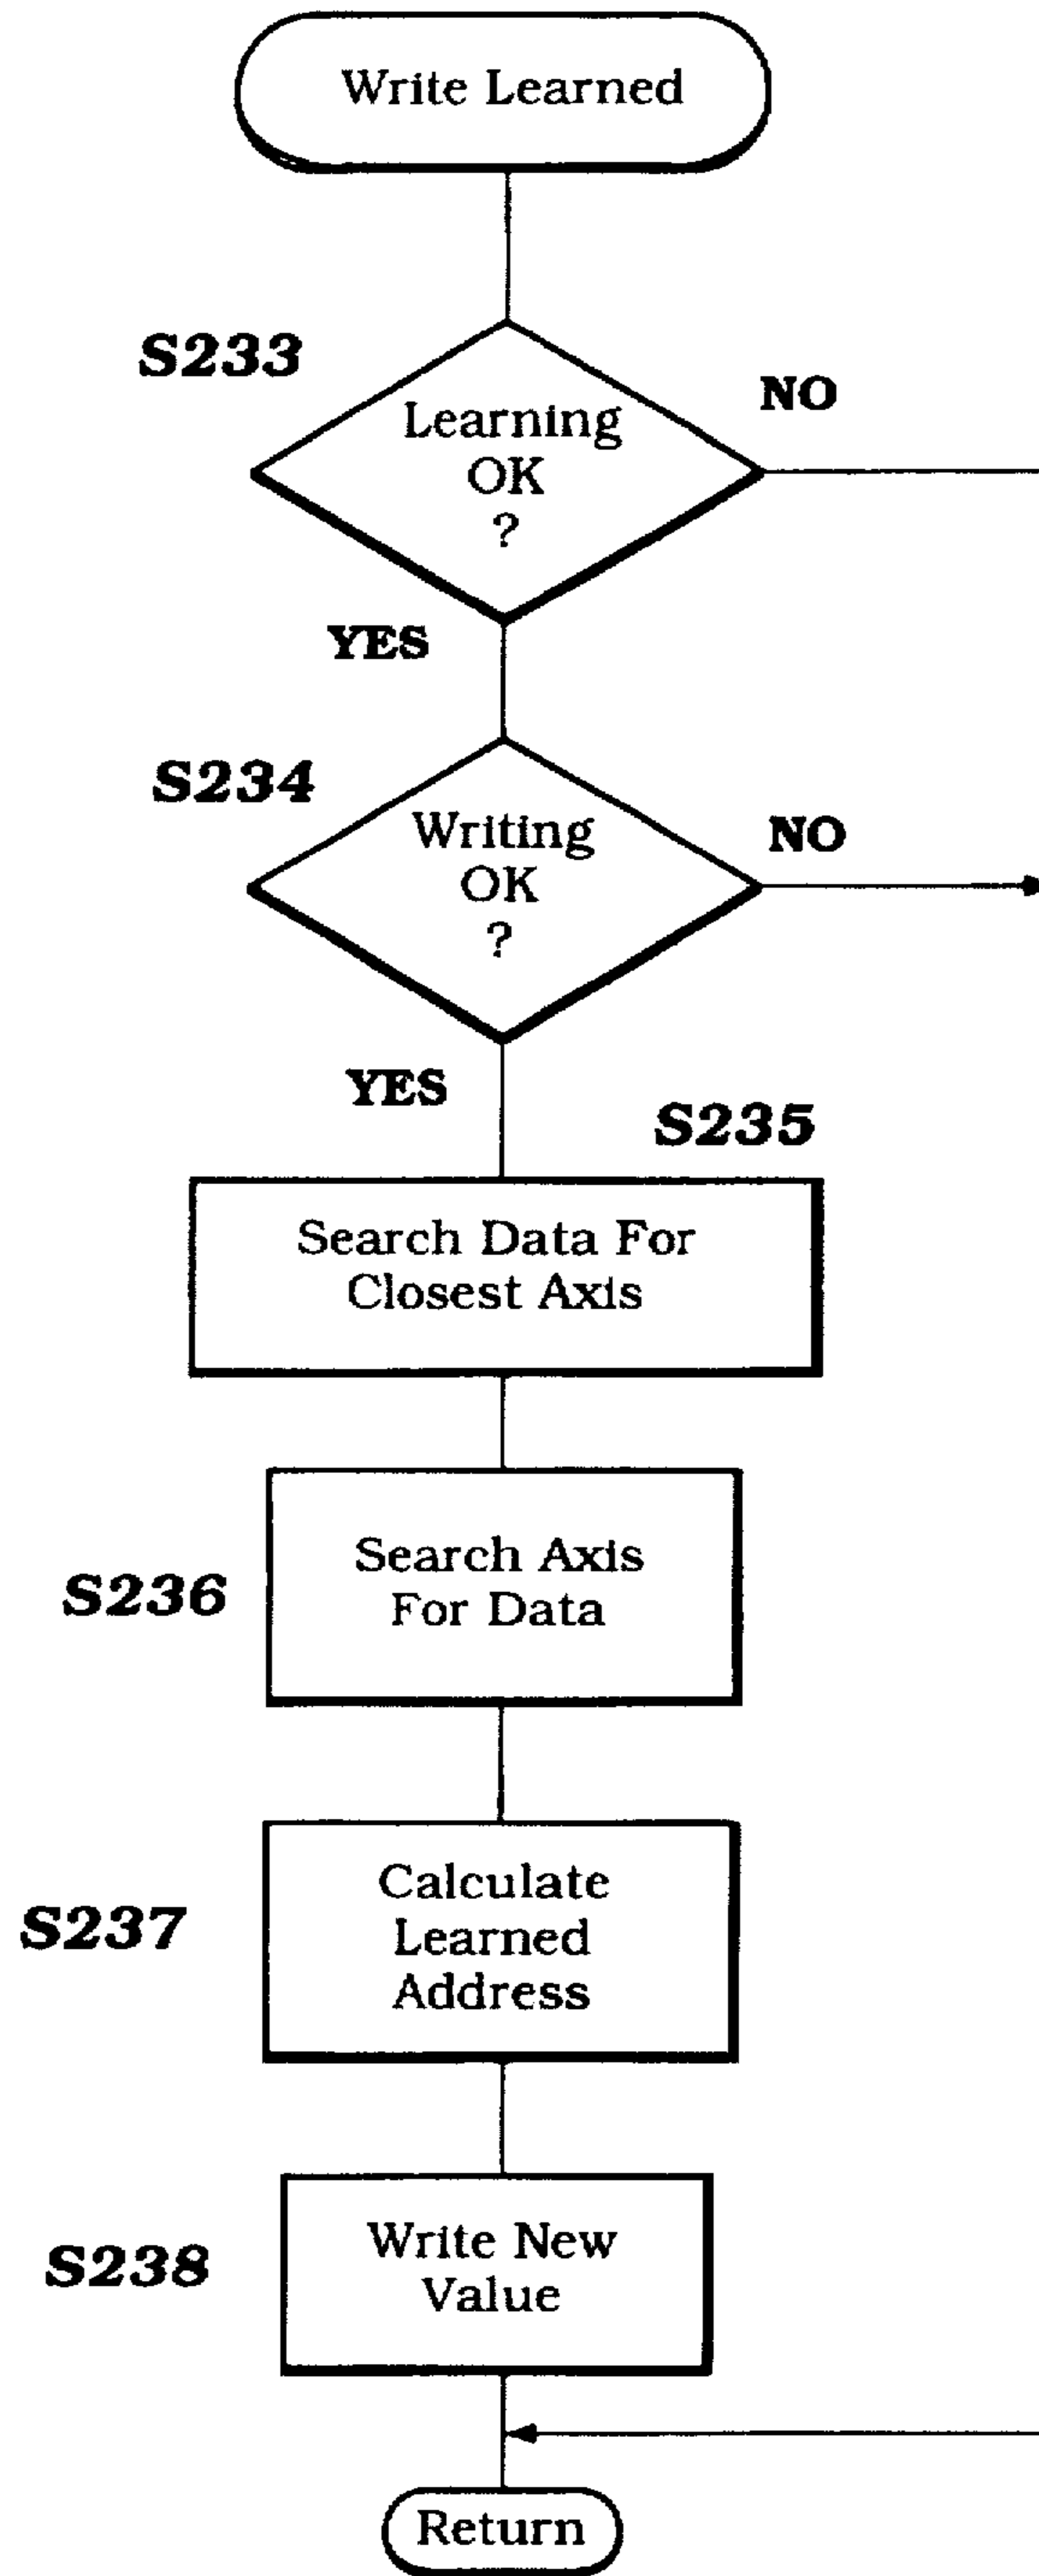 Write Learned
S233
NO
Learning
OK
?
YES
S234
NO
Writing
OK
?
YES
S235
Search Data For
Closest Axis
Search Axis
For Data
S236
Calculate
Learned
Address
S237
Write New
Value
S238
Return